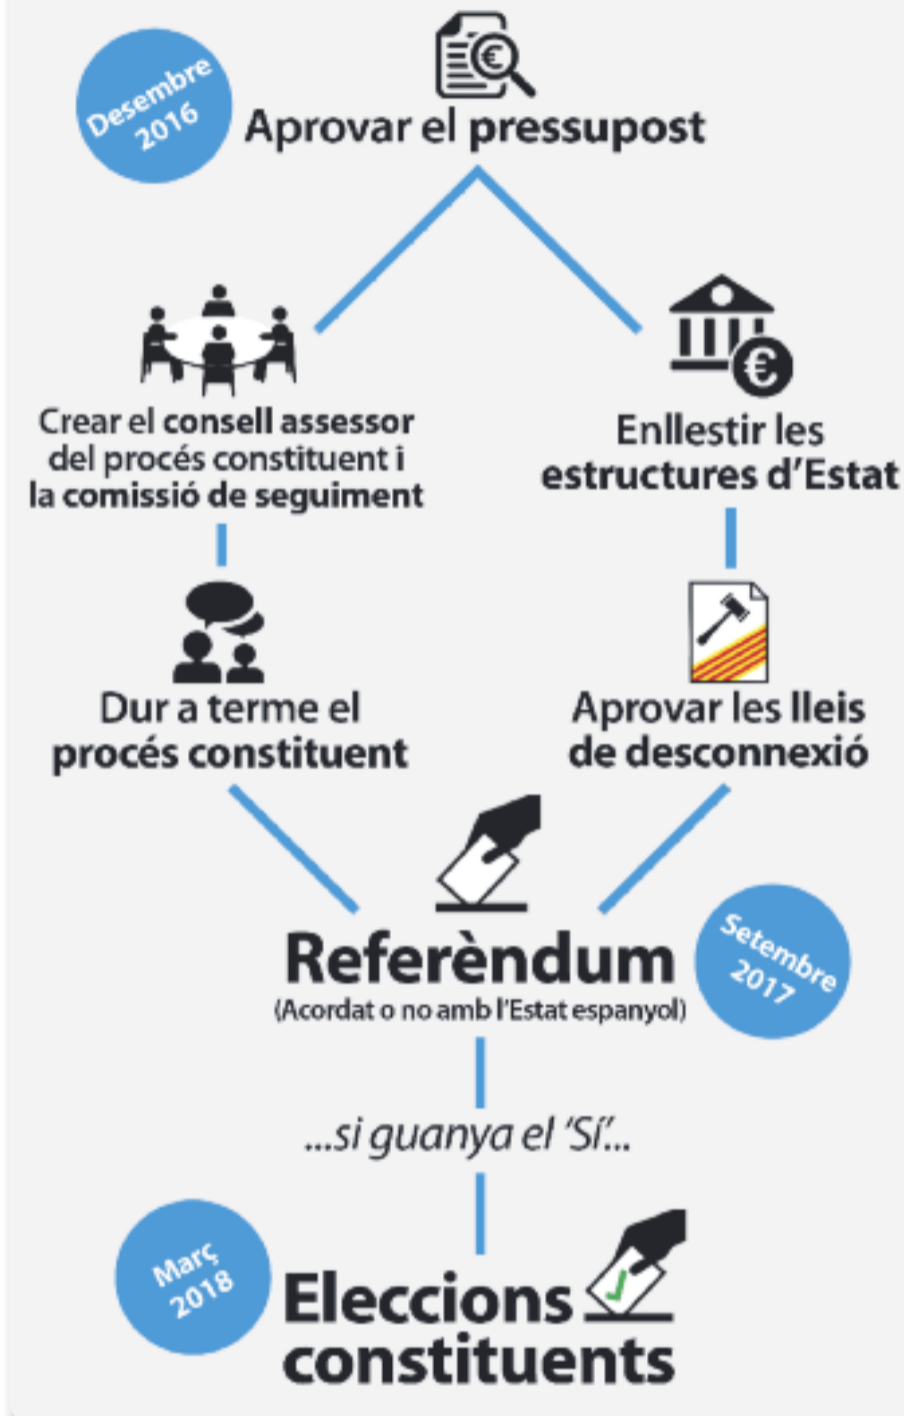 Desembre
2016
Aprovar el pressupost
Crear el consell assessor
del procés constituent i
la comissió de seguiment
Enllestir les
estructures d'Estat
Dur a terme el
procés constituent
Aprovar les lleis
de desconnexió
Referèndum
(Acordat o no amb l'Estat espanyol)
Setembre
2017
...si guanya el ‘Sí’...
Març
2018
Eleccions
constituents